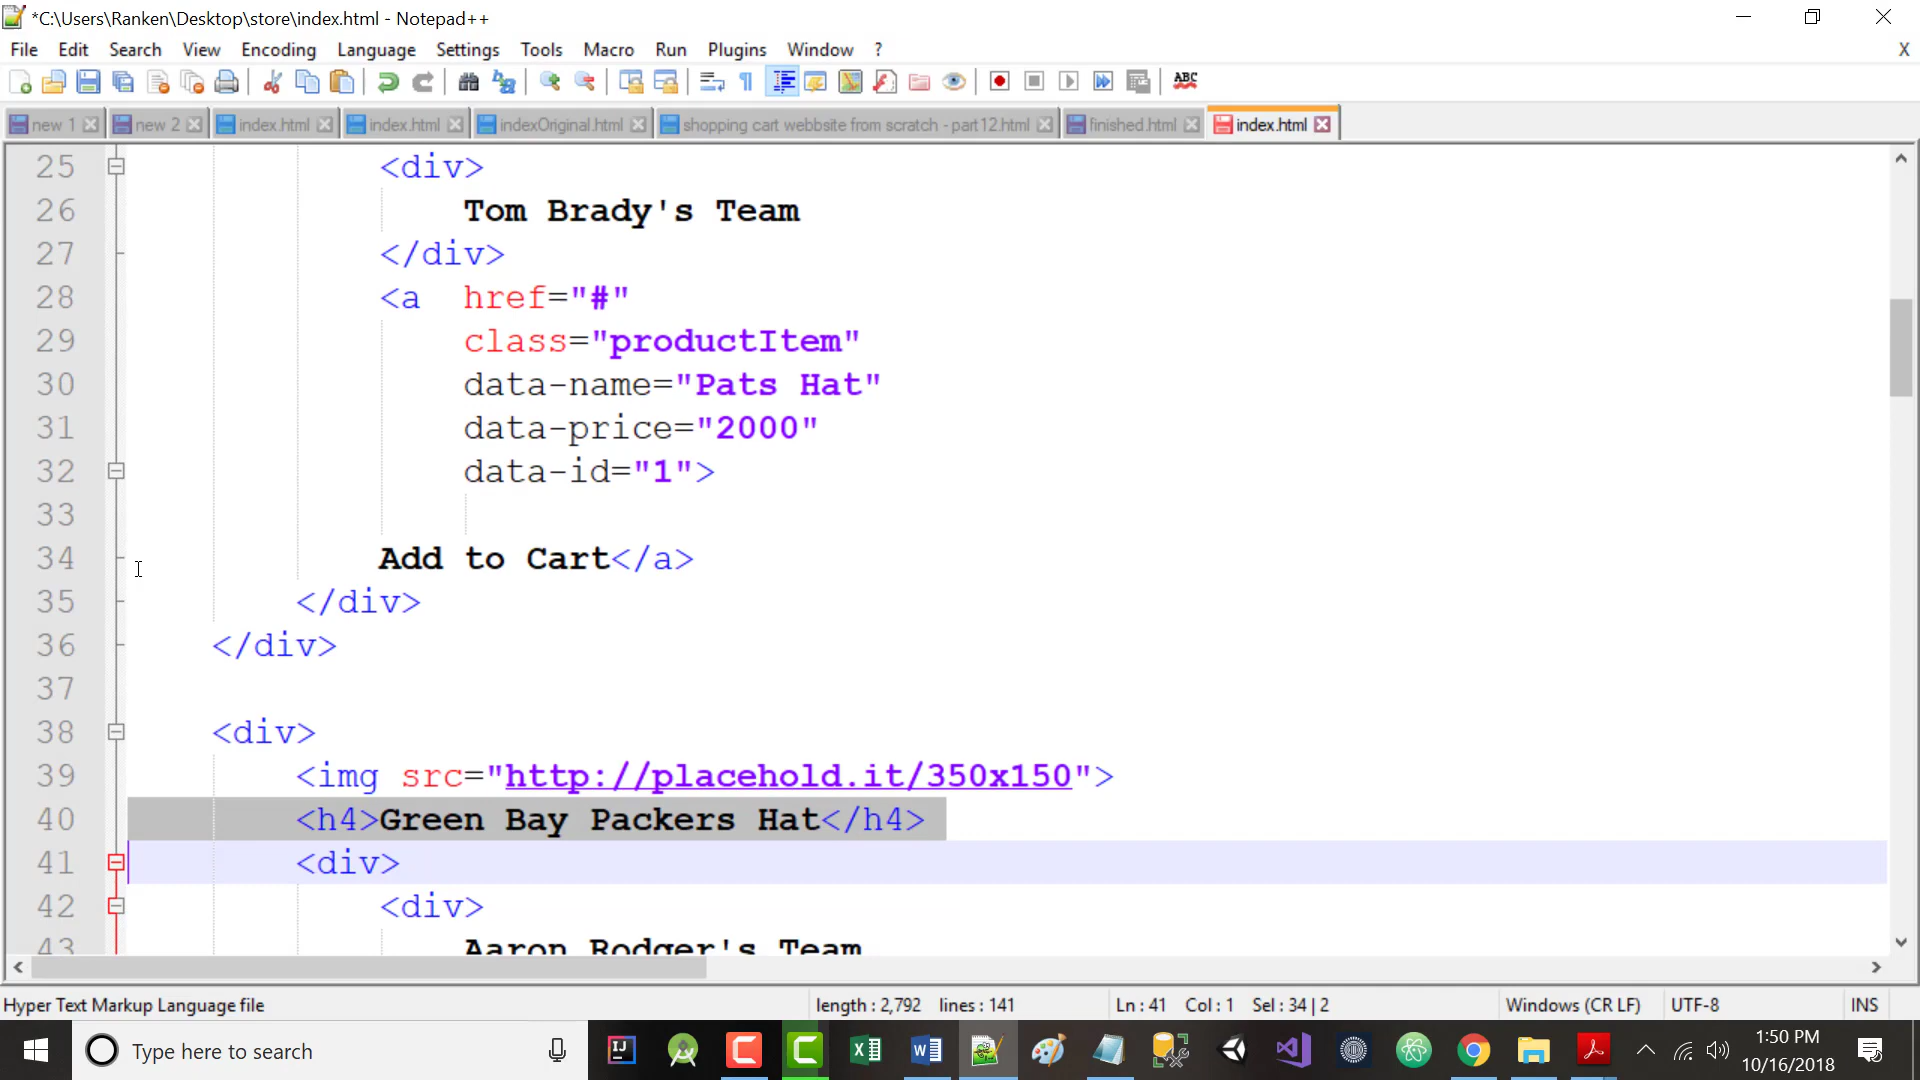 *C:\Users\Ranken\Desktop\store\index.html - Notepad++
File Edit Search View Encoding Language Settings Tools Macro Run Plugins Window ? X
ABC
new 1 new 2 index.html index.html indexOriginal.html shopping cart webbsite from scratch - part12.html finished.html index.html
25 <div>
26 Tom Brady's Team
27 </div>
28 <a href="#"
29 class="productItem"
30 data-name="Pats Hat"
31 data-price="2000"
32 data-id="1">
33
34 Add to Cart</a>
35 </div>
36 </div>
37
38 <div>
39 <img src="http://placehold.it/350x150">
40 <h4>Green Bay Packers Hat</h4>
41 <div>
42 <div>
43 Aaron Rodger's Team
Hyper Text Markup Language file length : 2,792 lines : 141 Ln : 41 Col : 1 Sel : 34 | 2 Windows (CR LF) UTF-8 INS
Type here to search
1:50 PM
10/16/2018